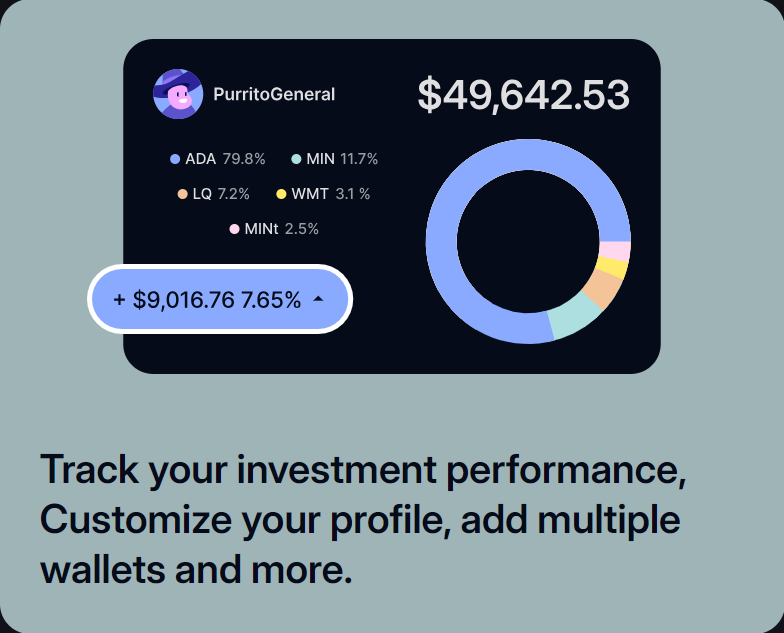 PurritoGeneral
$49,642.53
ADA 79.8% MIN 11.7%
LQ 7.2% WMT 3.1 %
MINt 2.5%
+ $9,016.76 7.65%
Track your investment performance,
Customize your profile, add multiple
wallets and more.